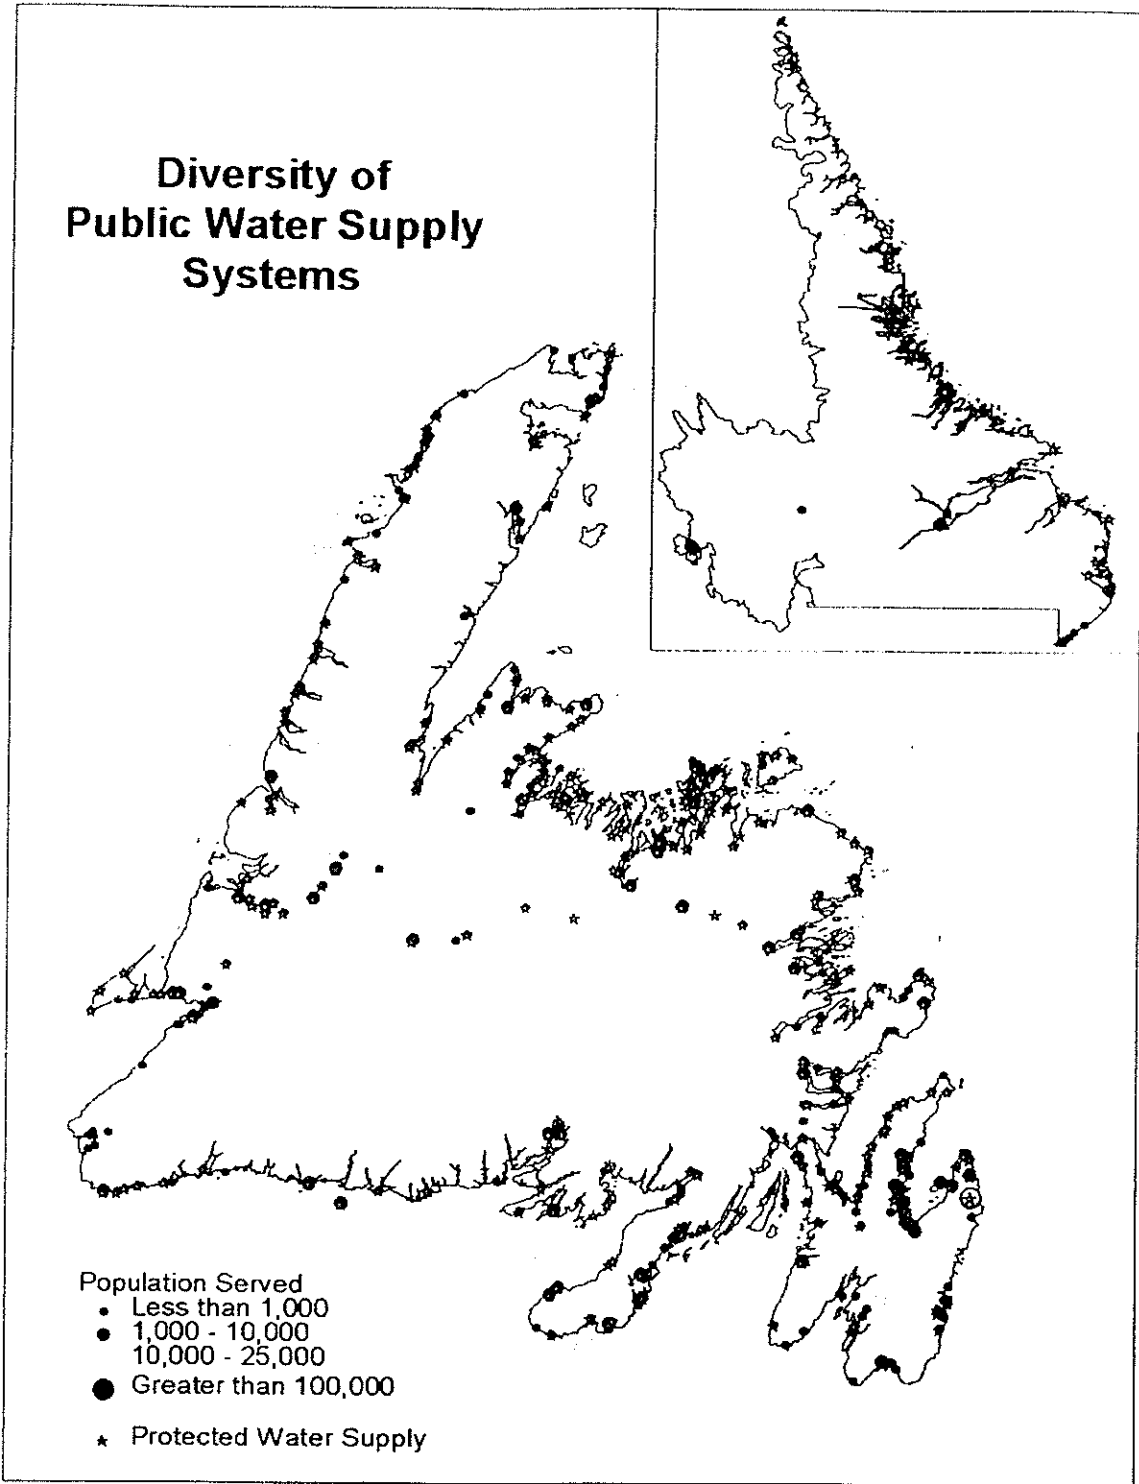 Diversity of
Public Water Supply
Systems
Population Served
Less than 1,000
1,000 - 10,000
10,000 - 25,000
Greater than 100,000
Protected Water Supply